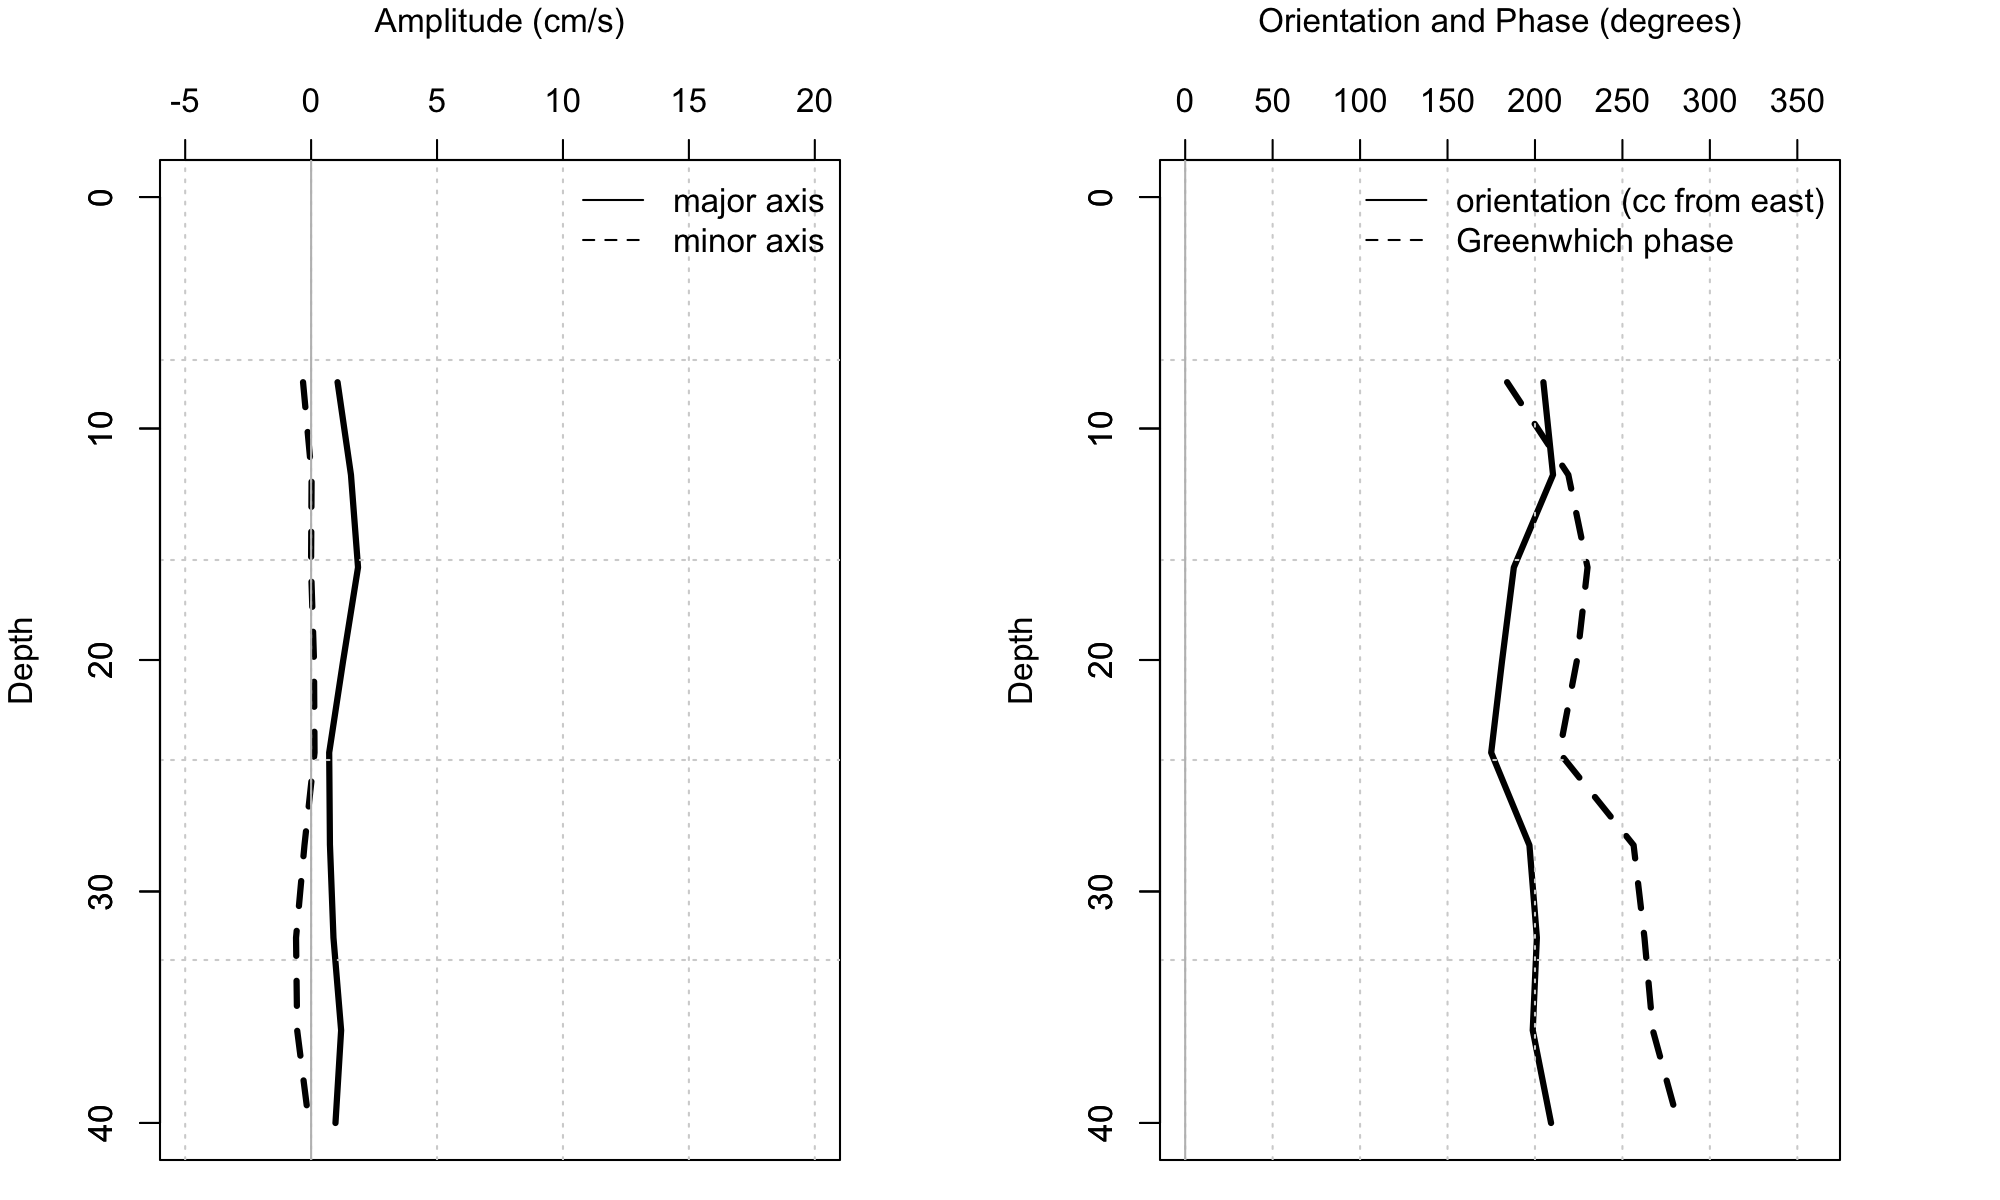 Amplitude (cm/s)
-5 0 5 10 15 20
major axis
minor axis
Depth
0
10
20
30
40
Orientation and Phase (degrees)
0 50 100 150 200 250 300 350
orientation (cc from east)
Greenwhich phase
Depth
0
10
20
30
40